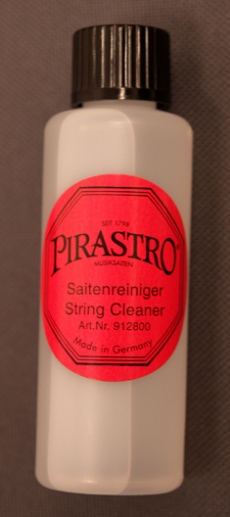 SEIT 1798
PIRASTRO®
MUSIKSAITEN
Saitenreiniger
String Cleaner
Art.Nr. 912800
Made in Germany